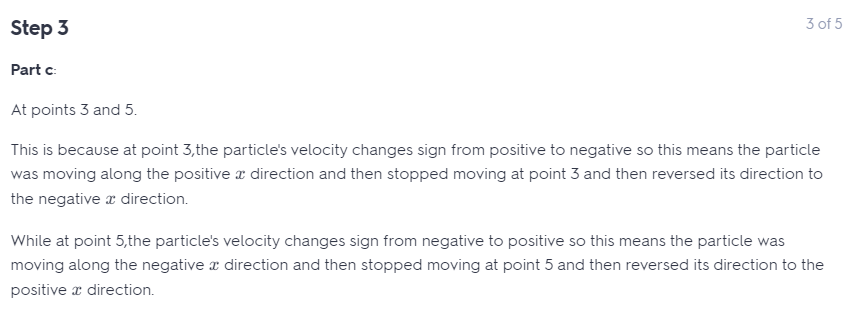 Step 3
3 of 5
Part c:
At points 3 and 5.
This is because at point 3,the particle's velocity changes sign from positive to negative so this means the particle
was moving along the positive x direction and then stopped moving at point 3 and then reversed its direction to
the negative x direction.
While at point 5,the particle's velocity changes sign from negative to positive so this means the particle was
moving along the negative x direction and then stopped moving at point 5 and then reversed its direction to the
positive x direction.